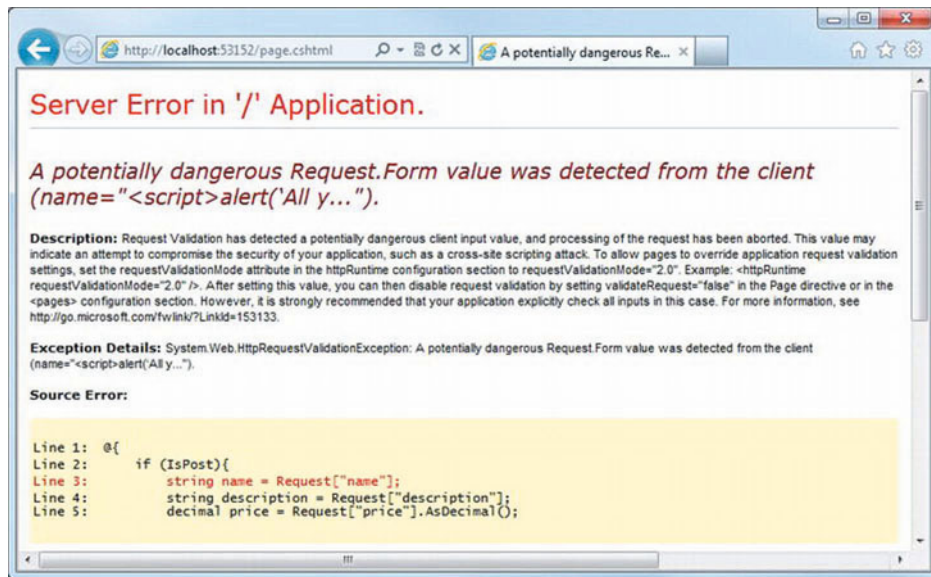 http://localhost:53152/page.cshtml
A potentially dangerous Re...
Server Error in '/' Application.
A potentially dangerous Request.Form value was detected from the client
(name="<script>alert('All y...").
Description: Request Validation has detected a potentially dangerous client input value, and processing of the request has been aborted. This value may
indicate an attempt to compromise the security of your application, such as a cross-site scripting attack. To allow pages to override application request validation
settings, set the requestValidationMode attribute in the httpRuntime configuration section to requestValidationMode="2.0". Example: <httpRuntime
requestValidationMode="2.0" />. After setting this value, you can then disable request validation by setting validateRequest="false" in the Page directive or in the
<pages> configuration section. However, it is strongly recommended that your application explicitly check all inputs in this case. For more information, see
http://go.microsoft.com/fwlink/?LinkId=153133.
Exception Details: System.Web.HttpRequestValidationException: A potentially dangerous Request.Form value was detected from the client
(name="<script>alert('All y...").
Source Error:
Line 1: @{
Line 2: if (IsPost){
Line 3: string name = Request["name"];
Line 4: string description = Request["description"];
Line 5: decimal price = Request["price"].AsDecimal();